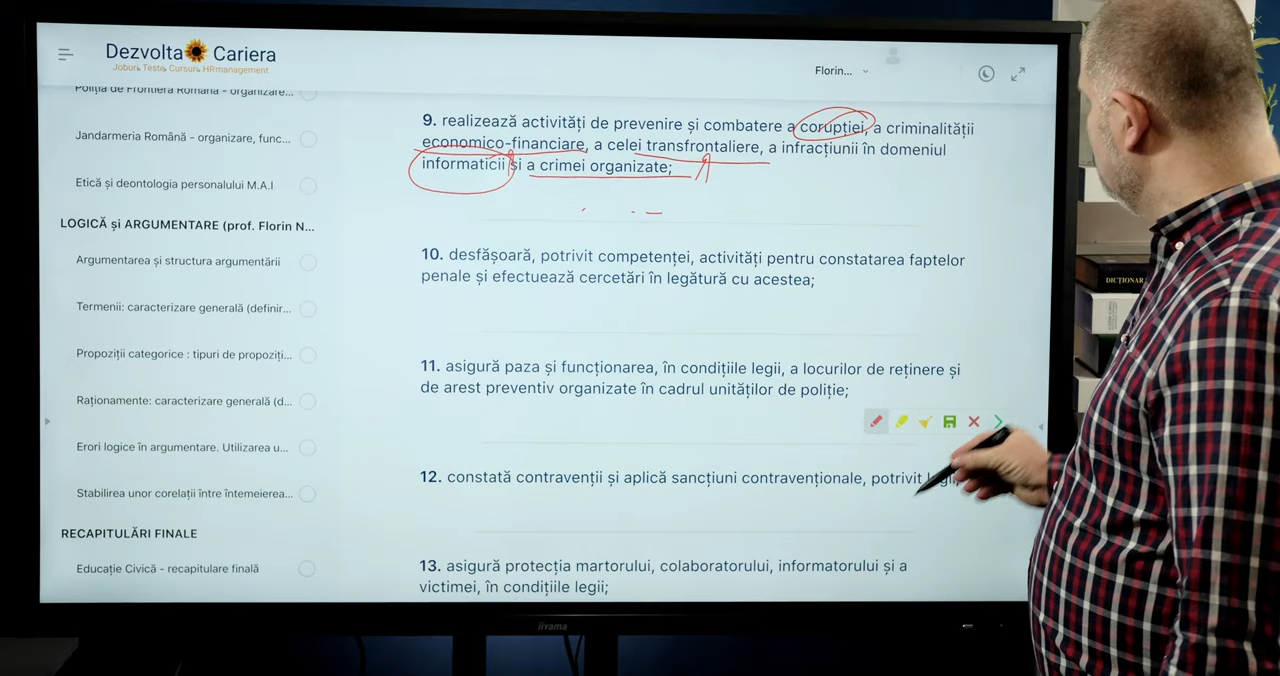 Dezvolta Cariera
Joburi, Teste, Cursuri, HRmanagement
Florin...
Poliția de Frontieră Română - organizare...
Jandarmeria Română - organizare, func...
Etică și deontologia personalului M.A.I
LOGICĂ și ARGUMENTARE (prof. Florin N...
Argumentarea și structura argumentării
Termenii: caracterizare generală (definir...
Propoziții categorice : tipuri de propoziți...
Raționamente: caracterizare generală (d...
Erori logice în argumentare. Utilizarea u...
Stabilirea unor corelații între întemeierea...
RECAPITULĂRI FINALE
Educație Civică - recapitulare finală
9. realizează activități de prevenire și combatere a corupției, a criminalității
economico-financiare, a celei transfrontaliere, a infracțiunii în domeniul
informaticii și a crimei organizate;
10. desfășoară, potrivit competenței, activități pentru constatarea faptelor
penale și efectuează cercetări în legătură cu acestea;
11. asigură paza și funcționarea, în condițiile legii, a locurilor de reținere și
de arest preventiv organizate în cadrul unităților de poliție;
12. constată contravenții și aplică sancțiuni contravenționale, potrivit legii,
13. asigură protecția martorului, colaboratorului, informatorului și a
victimei, în condițiile legii;
iiyama
DICȚIONAR